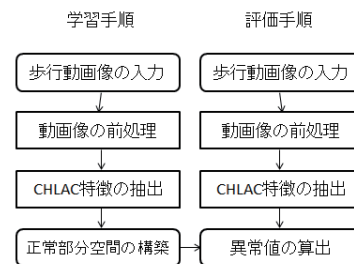 学習手順
歩行動画像の入力
動画像の前処理
CHLAC特徴の抽出
正常部分空間の構築
評価手順
歩行動画像の入力
動画像の前処理
CHLAC特徴の抽出
異常値の算出